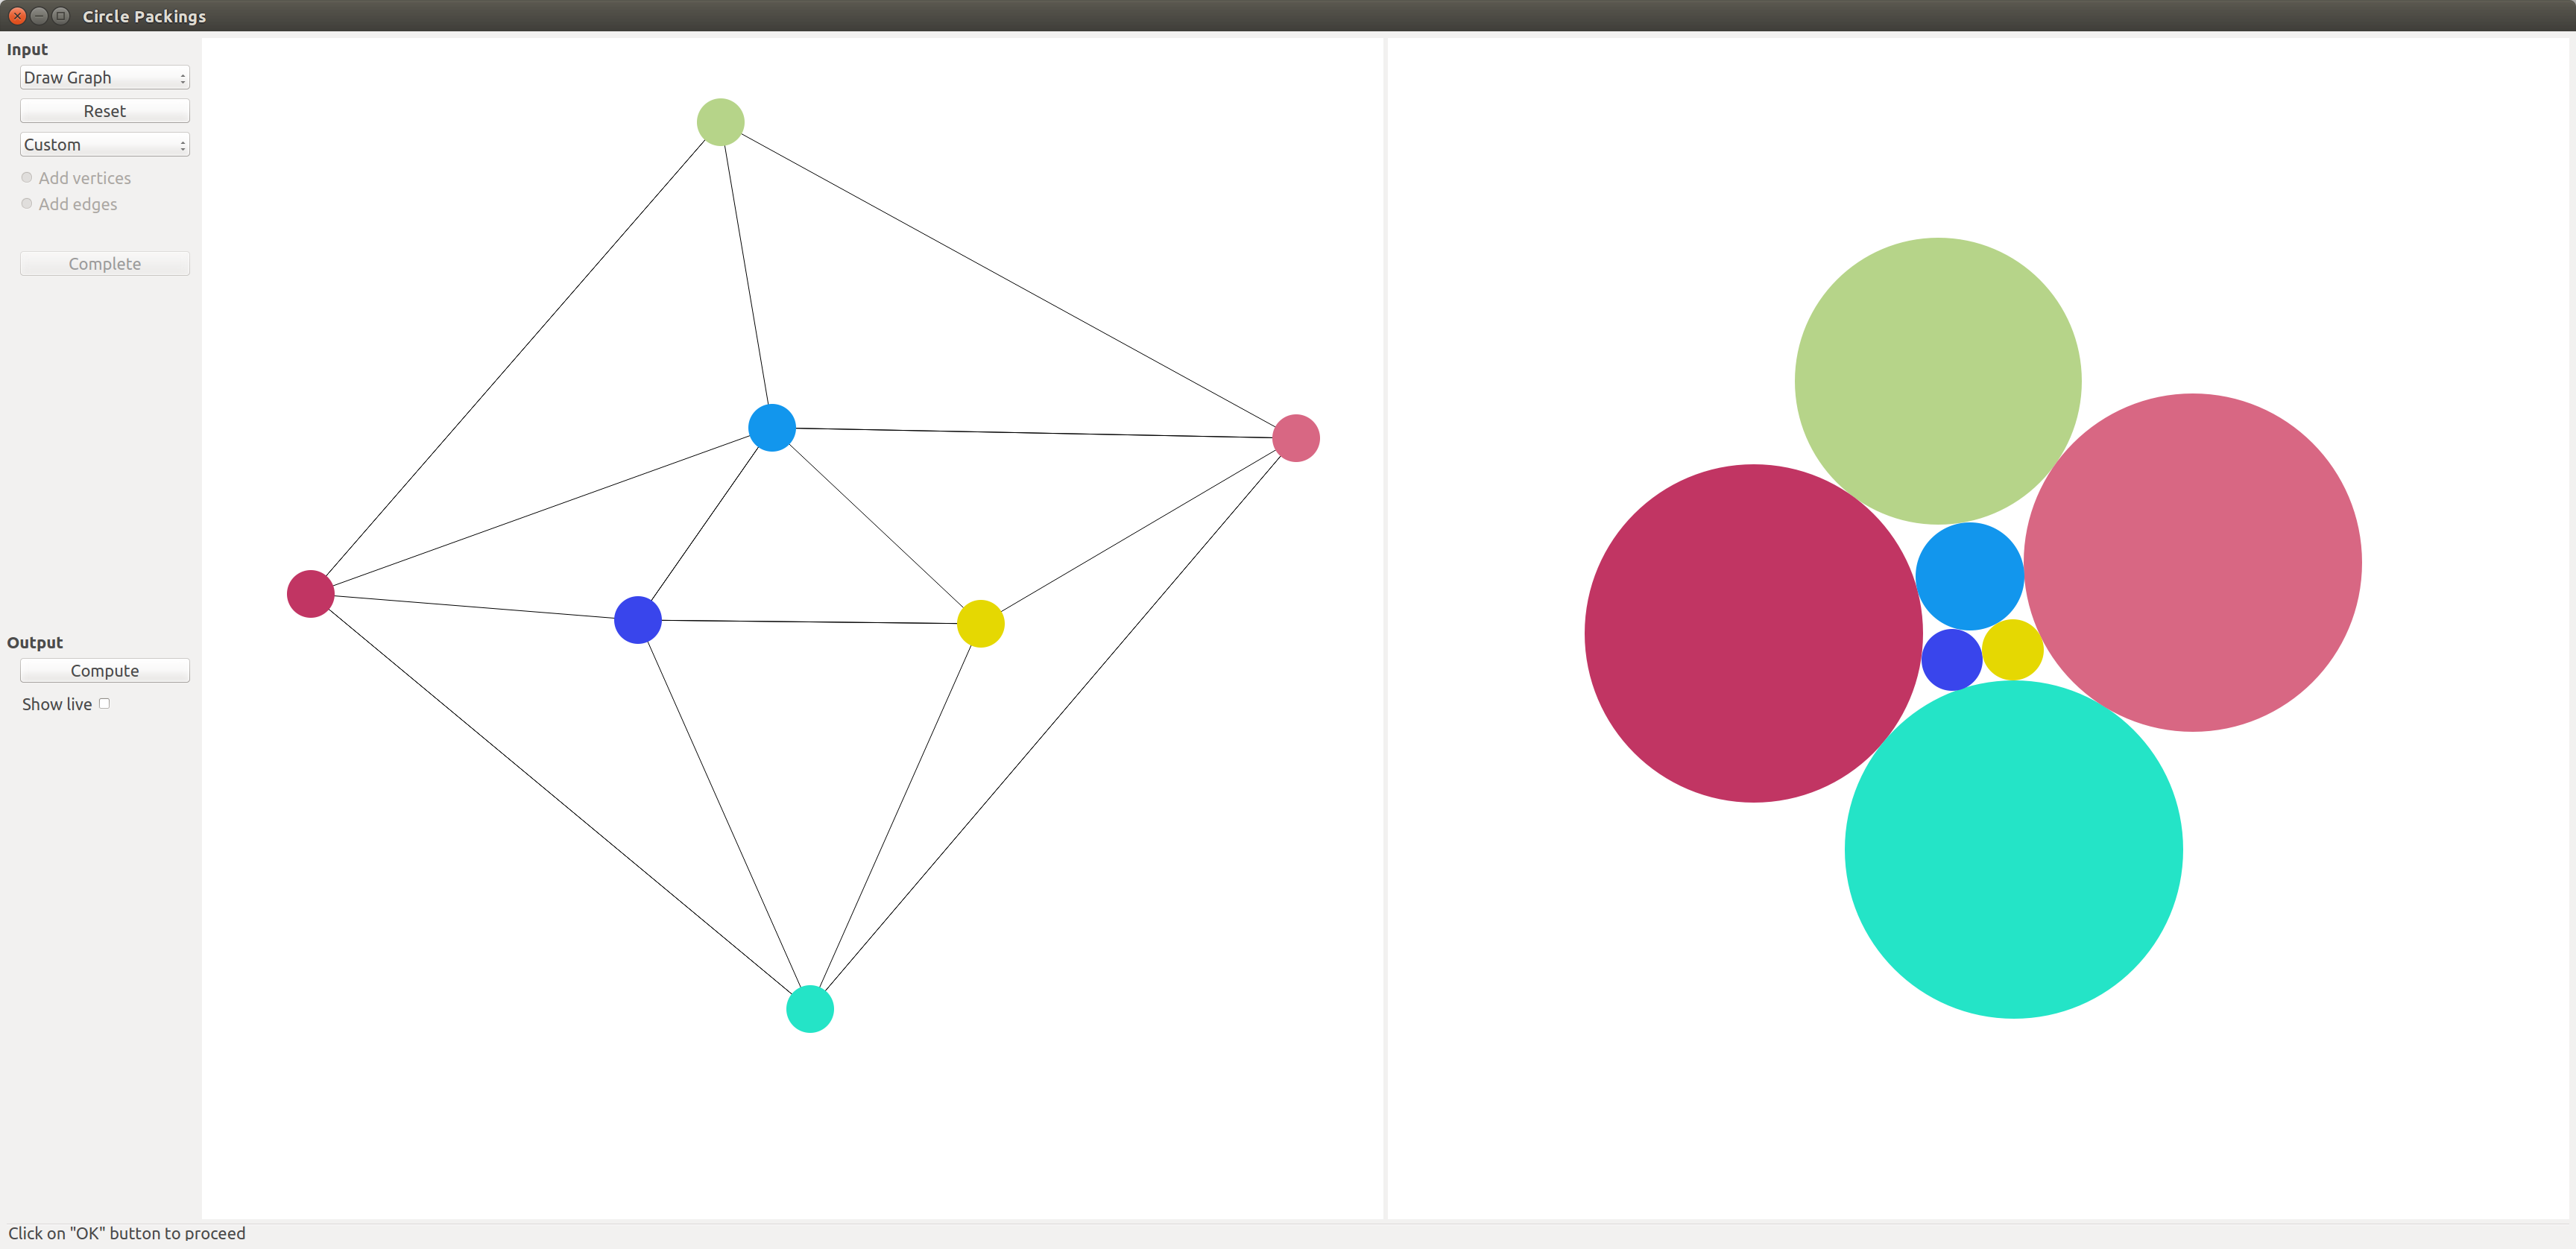 Circle Packings
Input
Draw Graph
Reset
Custom
Add vertices
Add edges
Complete
Output
Compute
Show live
Click on "OK" button to proceed